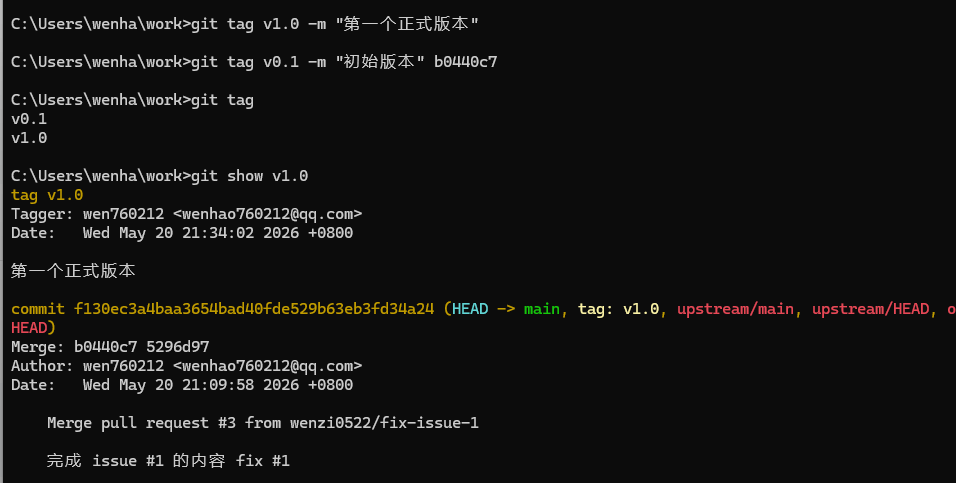 C:\Users\wenha\work>git tag v1.0 -m "第一个正式版本"
C:\Users\wenha\work>git tag v0.1 -m "初始版本" b0440c7
C:\Users\wenha\work>git tag
v0.1
v1.0
C:\Users\wenha\work>git show v1.0
tag v1.0
Tagger: wen760212 <wenhao760212@qq.com>
Date:   Wed May 20 21:34:02 2026 +0800
第一个正式版本
commit f130ec3a4baa3654bad40fde529b63eb3fd34a24 (HEAD -> main, tag: v1.0, upstream/main, upstream/HEAD, o
HEAD)
Merge: b0440c7 5296d97
Author: wen760212 <wenhao760212@qq.com>
Date:   Wed May 20 21:09:58 2026 +0800
    Merge pull request #3 from wenzi0522/fix-issue-1
    完成 issue #1 的内容 fix #1